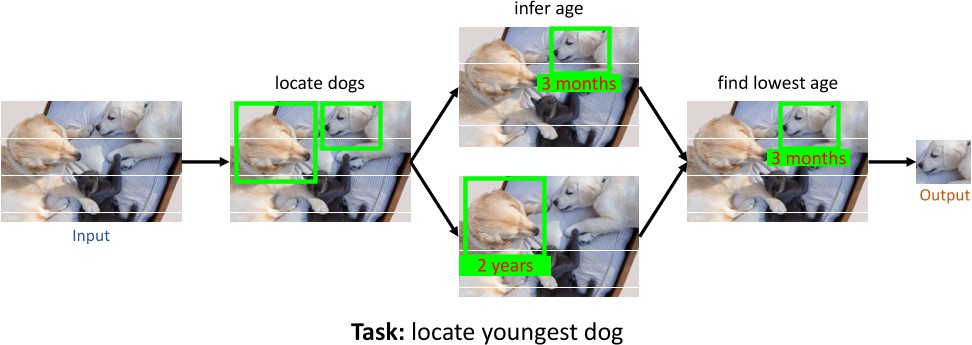 infer age
locate dogs
3 months
find lowest age
3 months
Input
2 years
Output
Task: locate youngest dog